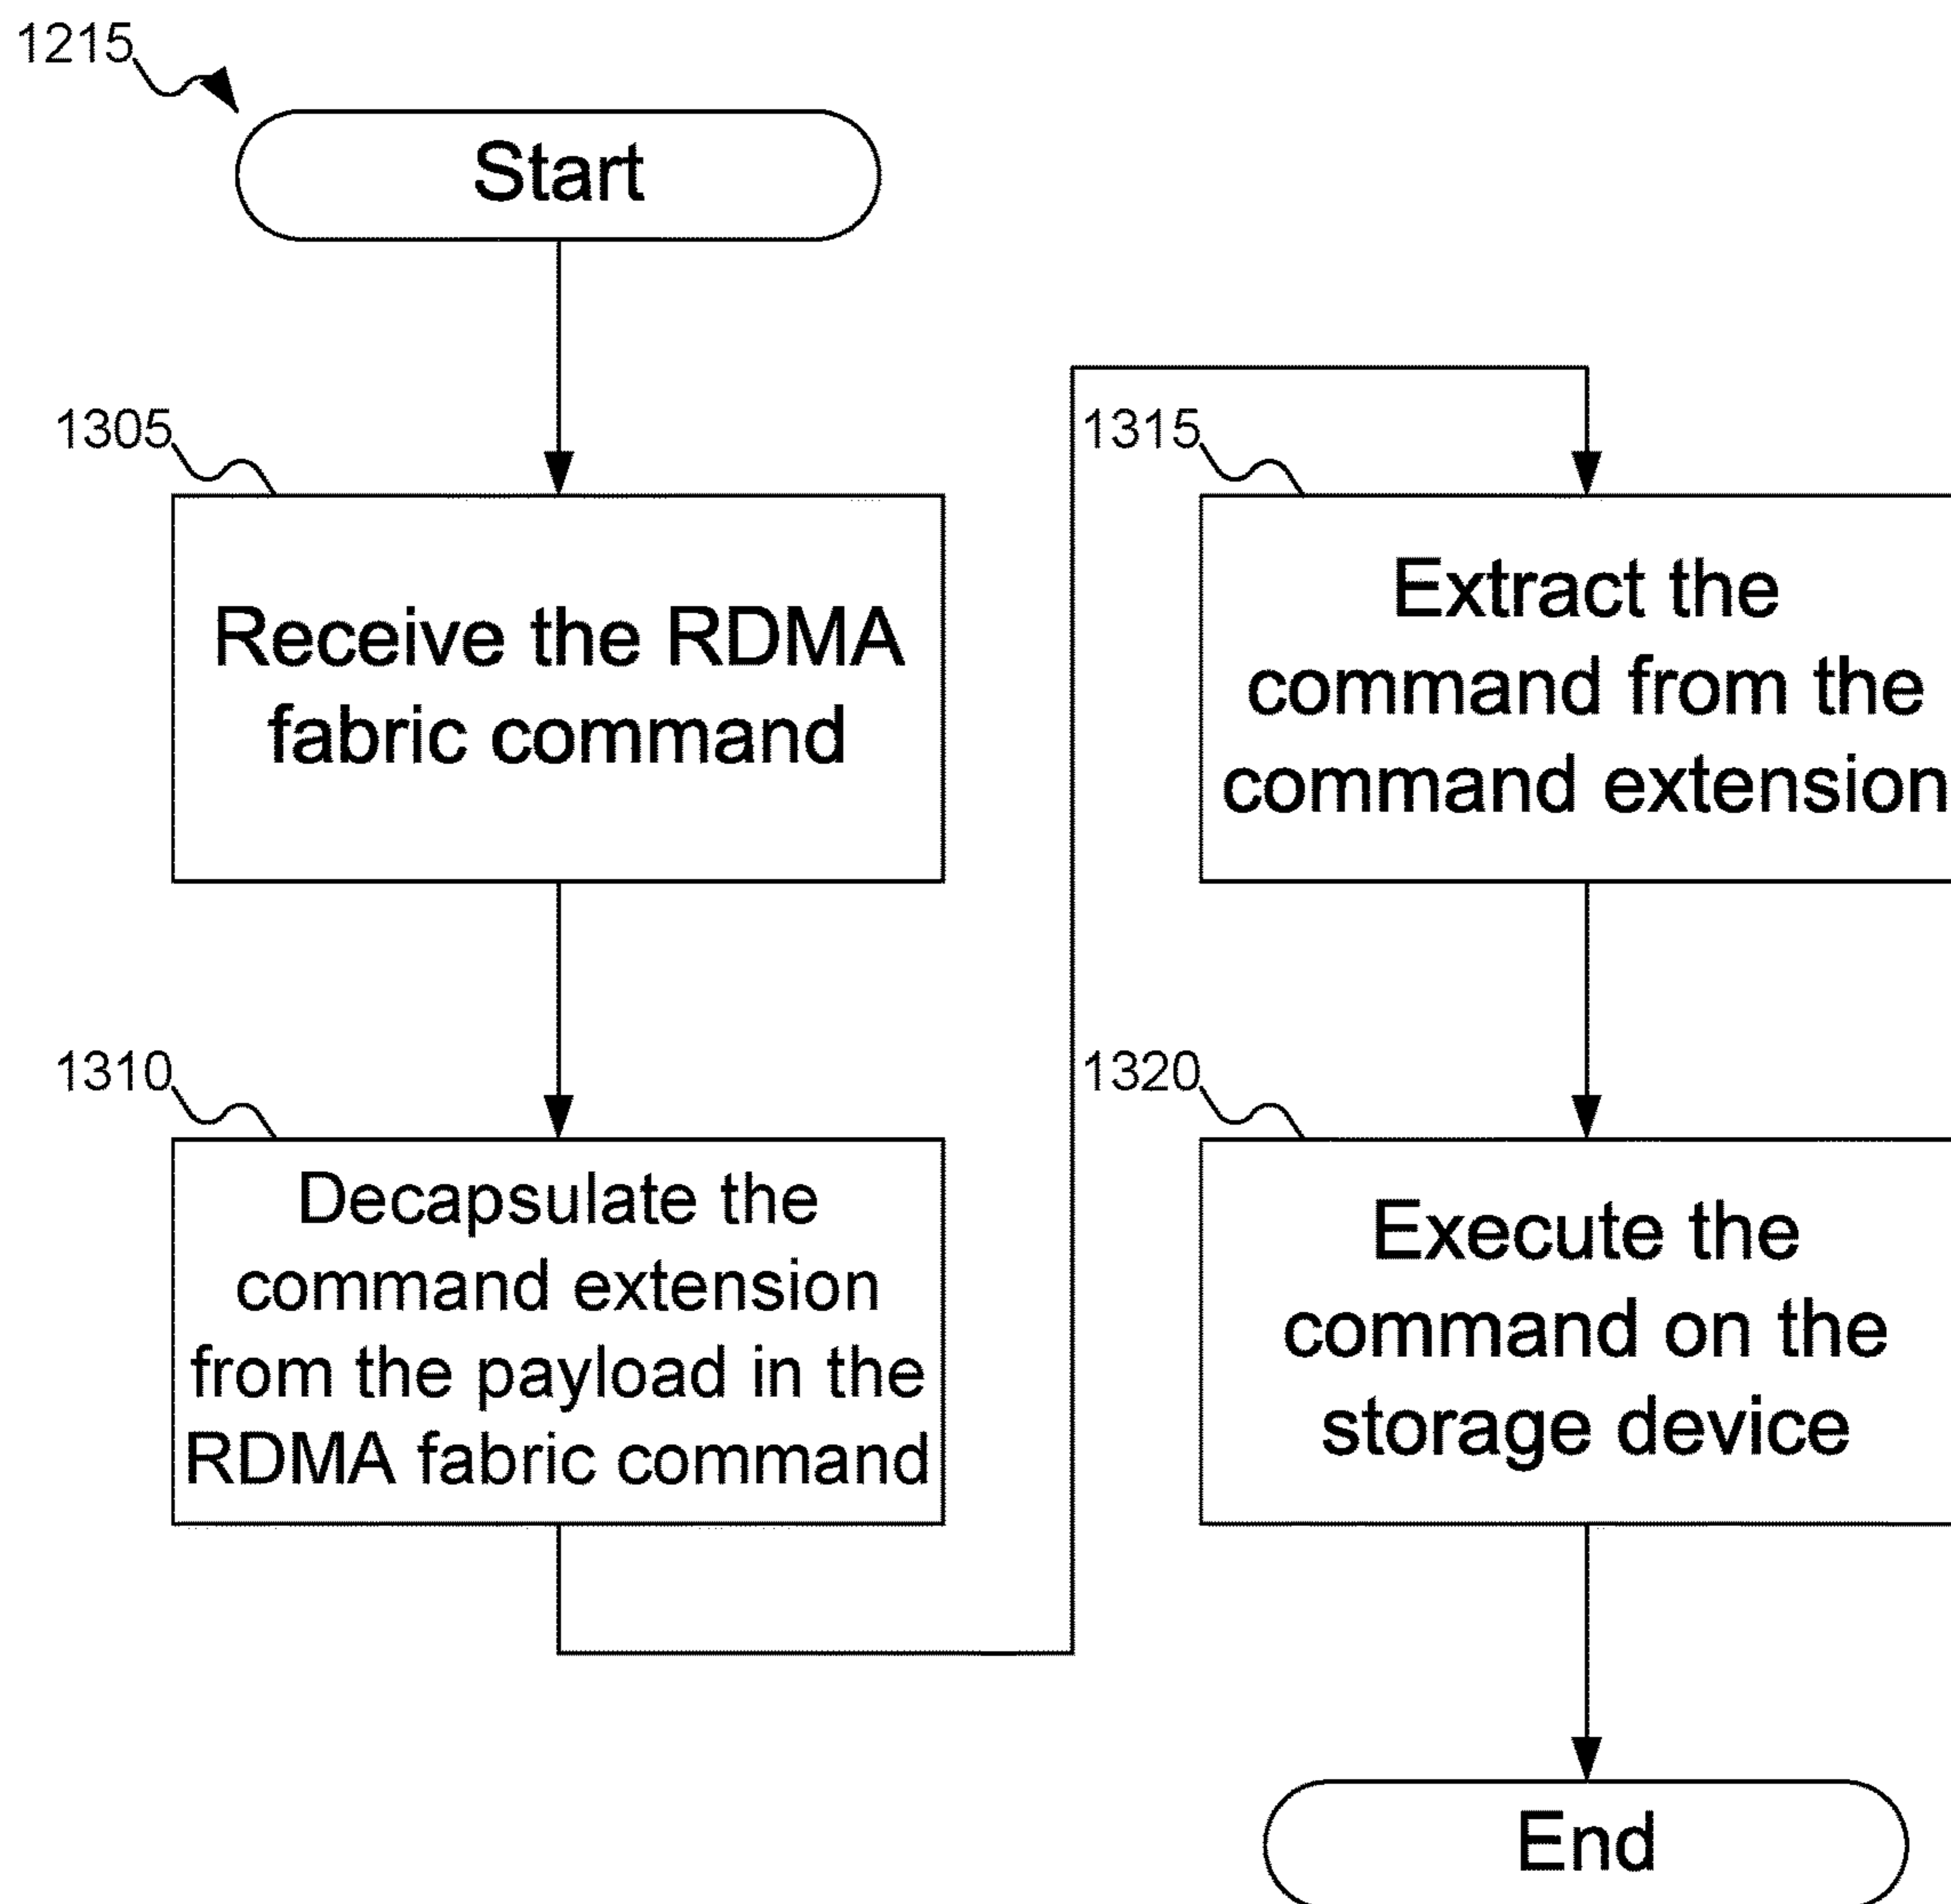 1215
Start
1305
Receive the RDMA
fabric command
1310
Decapsulate the
command extension
from the payload in the
RDMA fabric command
1315
Extract the
command from the
command extension
1320
Execute the
command on the
storage device
End